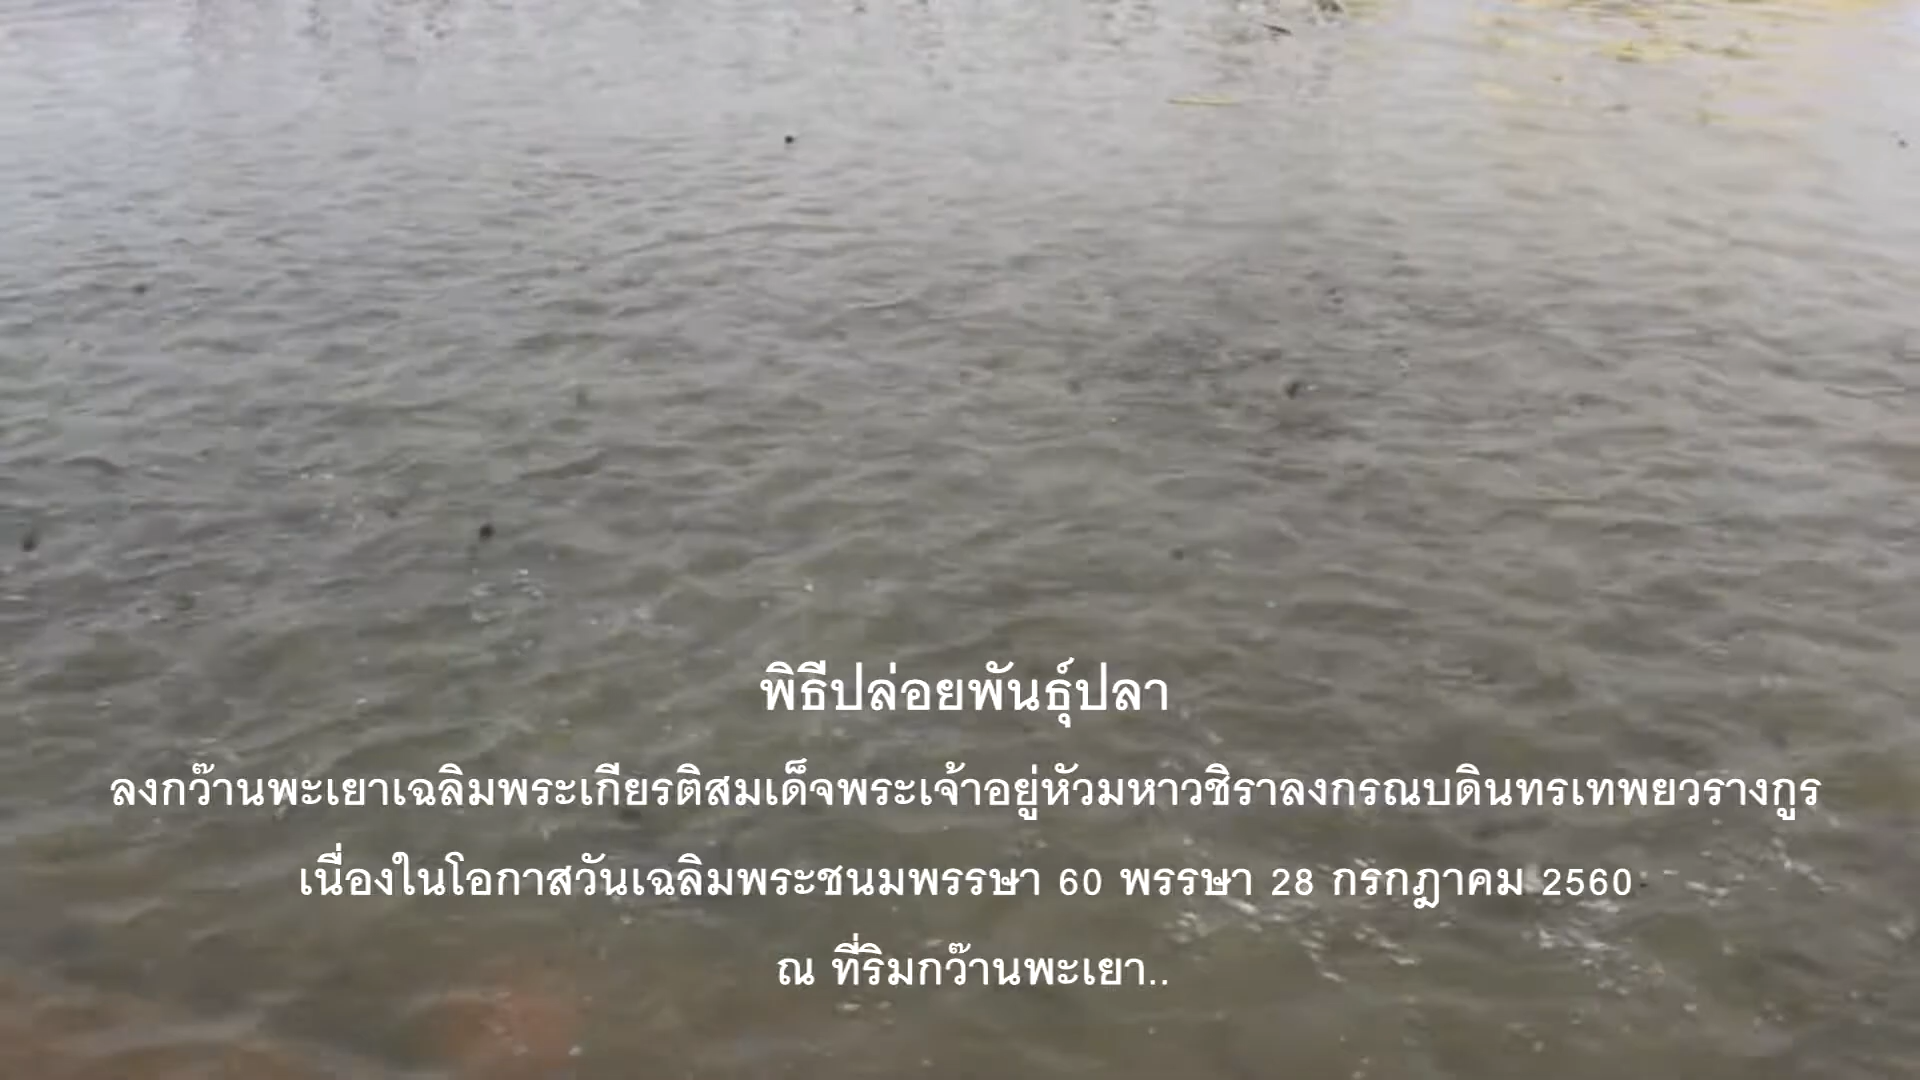 พิธีปล่อยพันธุ์ปลา
ลงกว๊านพะเยาเฉลิมพระเกียรติสมเด็จพระเจ้าอยู่หัวมหาวชิราลงกรณบดินทรเทพยวรางกูร
เนื่องในโอกาสวันเฉลิมพระชนมพรรษา 60 พรรษา 28 กรกฎาคม 2560
ณ ที่ริมกว๊านพะเยา..